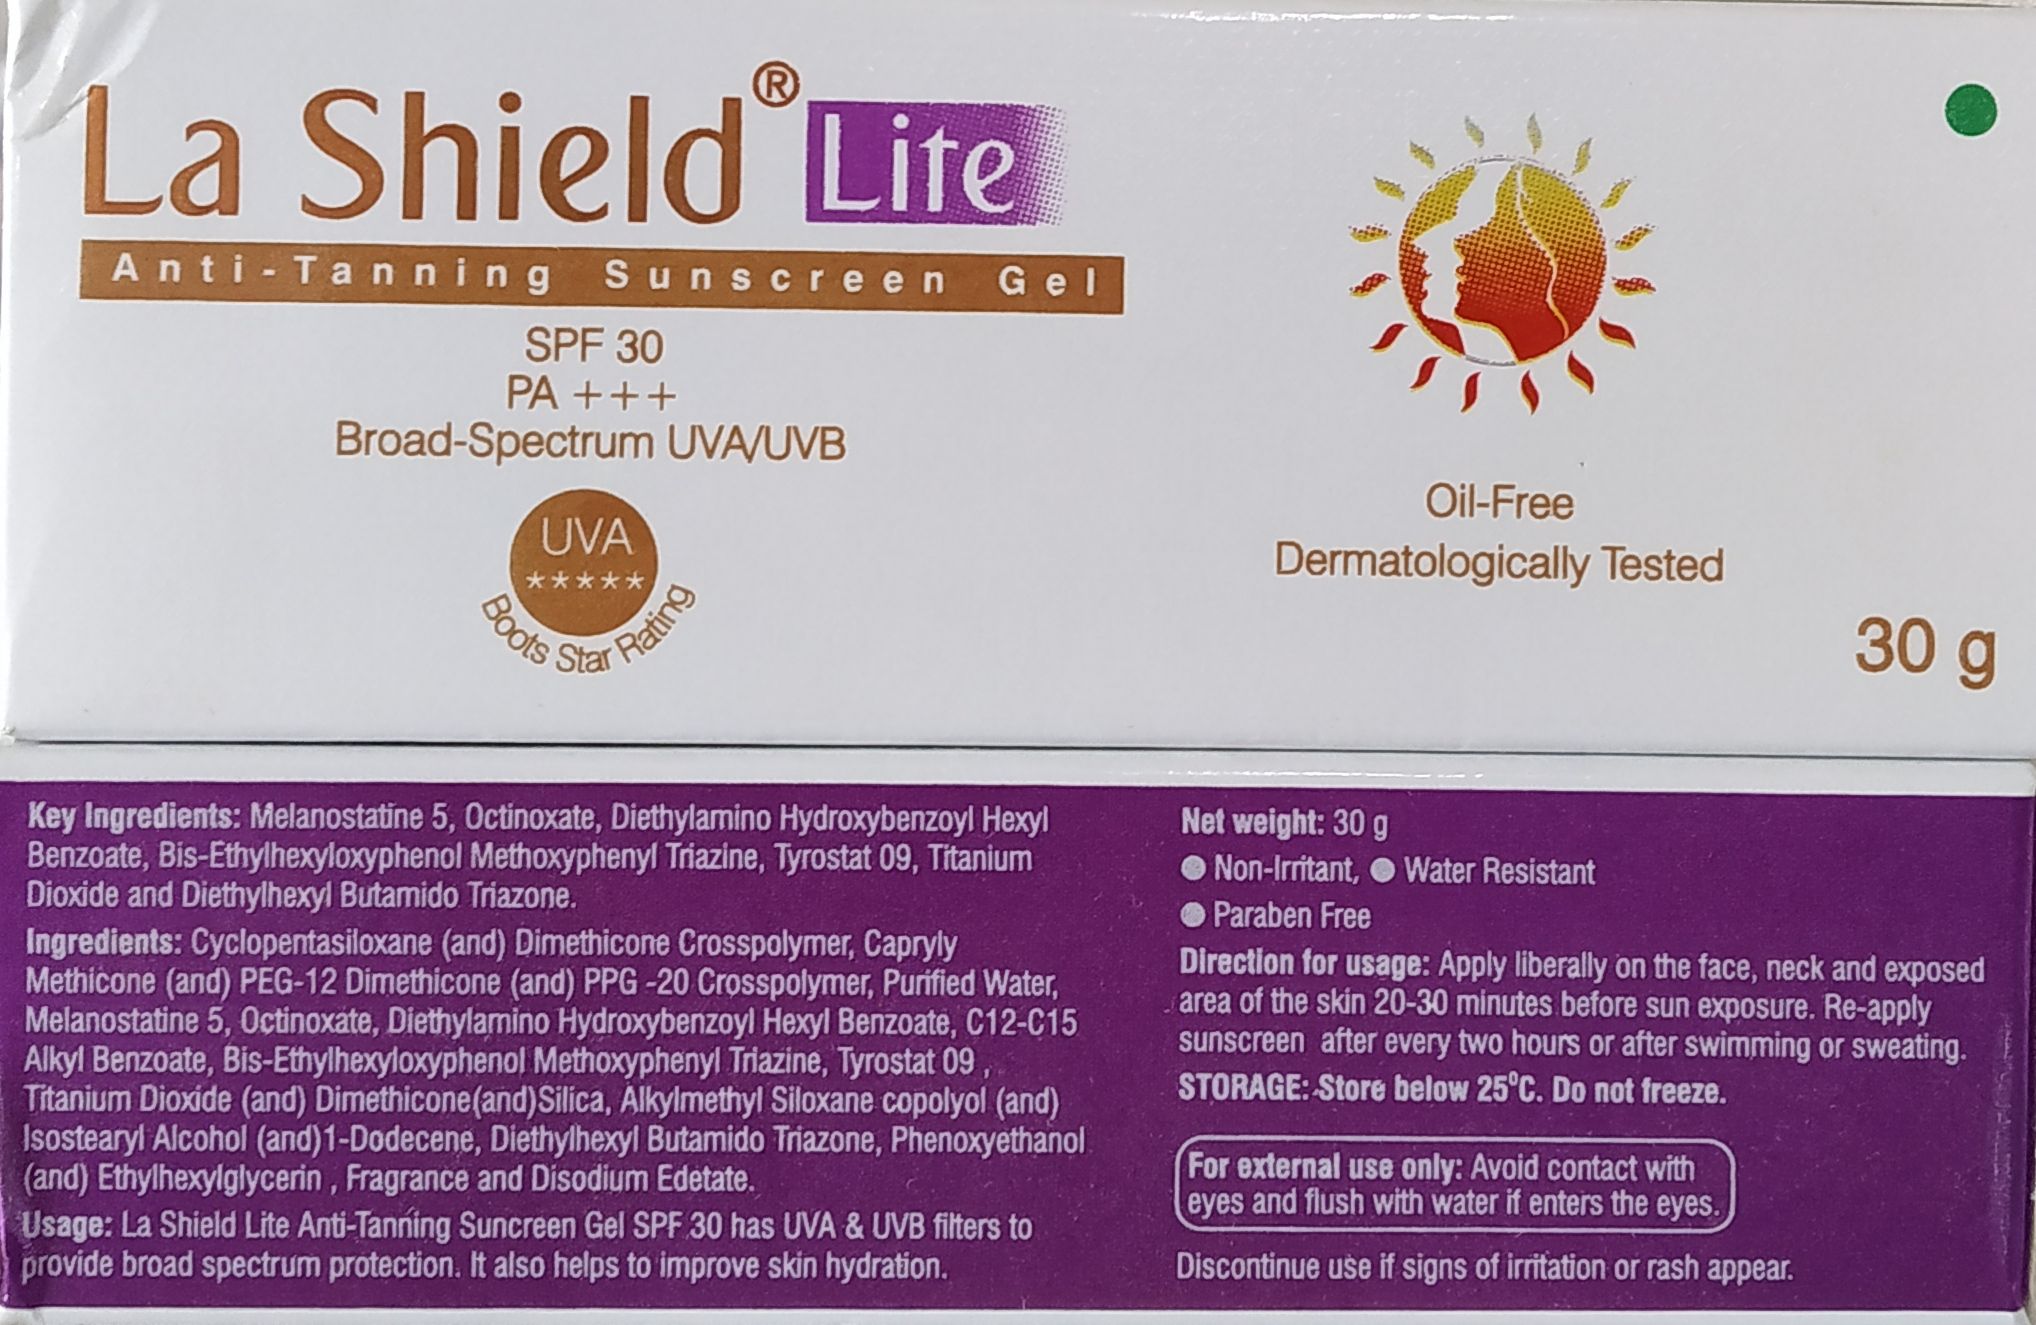 La Shield® Lite
Anti-Tanning Sunscreen Gel
SPF 30
PA +++
Broad-Spectrum UVA/UVB
UVA
*****
Boots Star Rating
Oil-Free
Dermatologically Tested
30 g
Key Ingredients: Melanostatine 5, Octinoxate, Diethylamino Hydroxybenzoyl Hexyl
Benzoate, Bis-Ethylhexyloxyphenol Methoxyphenyl Triazine, Tyrostat 09, Titanium
Dioxide and Diethylhexyl Butamido Triazone.
Ingredients: Cyclopentasiloxane (and) Dimethicone Crosspolymer, Capryly
Methicone (and) PEG-12 Dimethicone (and) PPG -20 Crosspolymer, Purified Water,
Melanostatine 5, Octinoxate, Diethylamino Hydroxybenzoyl Hexyl Benzoate, C12-C15
Alkyl Benzoate, Bis-Ethylhexyloxyphenol Methoxyphenyl Triazine, Tyrostat 09 ,
Titanium Dioxide (and) Dimethicone(and)Silica, Alkylmethyl Siloxane copolyol (and)
Isostearyl Alcohol (and)1-Dodecene, Diethylhexyl Butamido Triazone, Phenoxyethanol
(and) Ethylhexylglycerin , Fragrance and Disodium Edetate.
Usage: La Shield Lite Anti-Tanning Suncreen Gel SPF 30 has UVA & UVB filters to
provide broad spectrum protection. It also helps to improve skin hydration.
Net weight: 30 g
● Non-Irritant, ● Water Resistant
● Paraben Free
Direction for usage: Apply liberally on the face, neck and exposed
area of the skin 20-30 minutes before sun exposure. Re-apply
sunscreen after every two hours or after swimming or sweating.
STORAGE: Store below 25°C. Do not freeze.
For external use only: Avoid contact with
eyes and flush with water if enters the eyes.
Discontinue use if signs of irritation or rash appear.